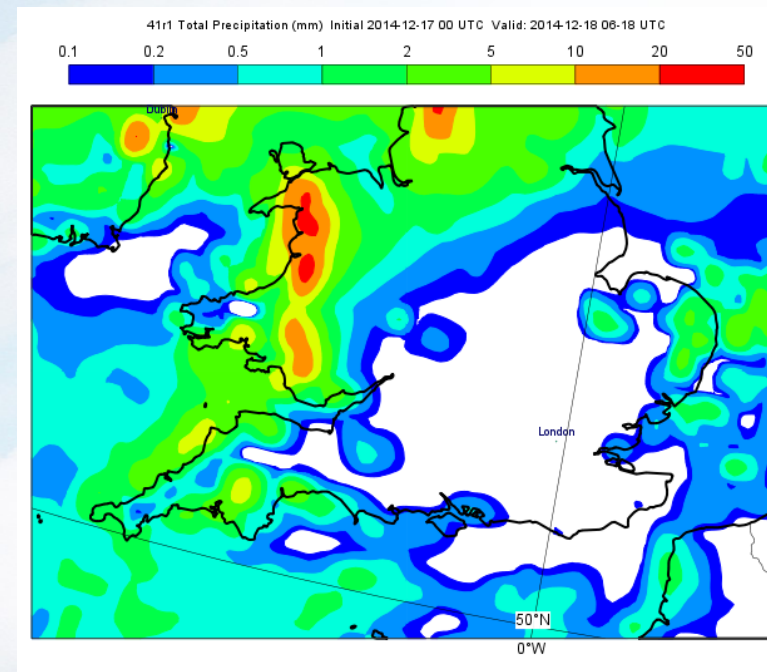 41r1 Total Precipitation (mm) Initial 2014-12-17 00 UTC Valid: 2014-12-18 06-18 UTC
0.1 0.2 0.5 1 2 5 10 20 50
Dublin
London
50°N
0°W